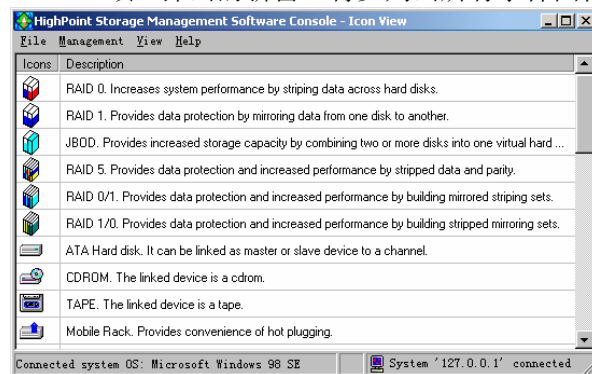 HighPoint Storage Management Software Console - Icon View
File Management View Help
Icons Description
RAID 0. Increases system performance by striping data across hard disks.
RAID 1. Provides data protection by mirroring data from one disk to another.
JBOD. Provides increased storage capacity by combining two or more disks into one virtual hard ...
RAID 5. Provides data protection and increased performance by stripped data and parity.
RAID 0/1. Provides data protection and increased performance by building mirrored striping sets.
RAID 1/0. Provides data protection and increased performance by building stripped mirroring sets.
ATA Hard disk. It can be linked as master or slave device to a channel.
CDROM. The linked device is a cdrom.
TAPE. The linked device is a tape.
Mobile Rack. Provides convenience of hot plugging.
Connected system OS: Microsoft Windows 98 SE System '127.0.0.1' connected